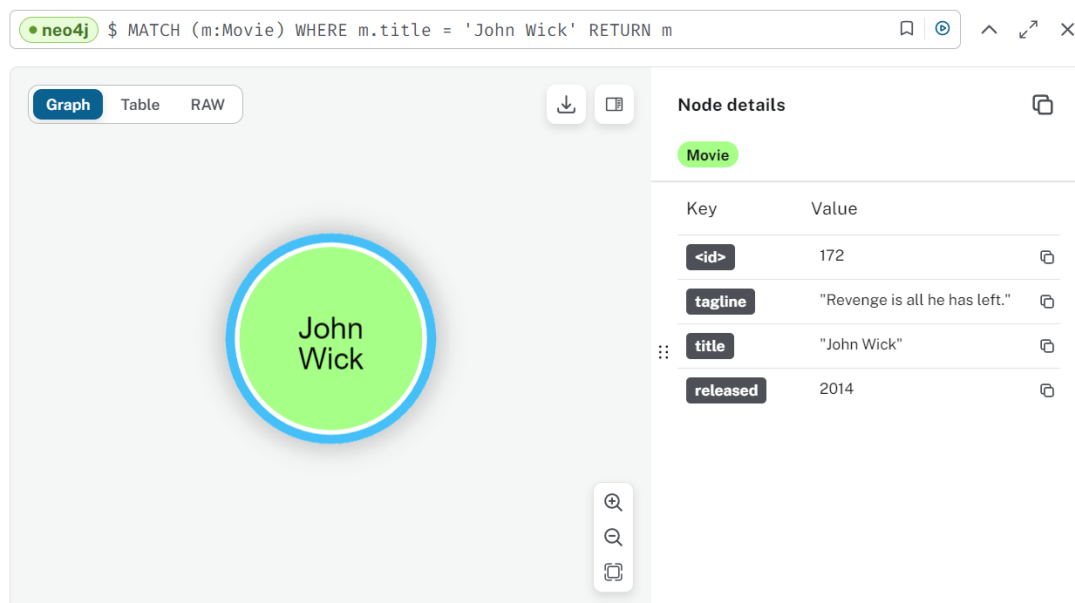 neo4j $ MATCH (m:Movie) WHERE m.title = 'John Wick' RETURN m
Graph Table RAW
John
Wick
Node details
Movie
Key Value
<id> 172
tagline "Revenge is all he has left."
title "John Wick"
released 2014